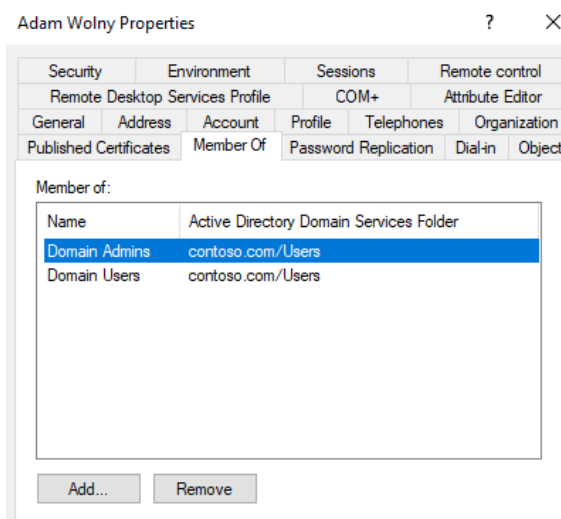 Adam Wolny Properties ? ×
Security Environment Sessions Remote control
Remote Desktop Services Profile COM+ Attribute Editor
General Address Account Profile Telephones Organization
Published Certificates Member Of Password Replication Dial-in Object
Member of:
Name Active Directory Domain Services Folder
Domain Admins contoso.com/Users
Domain Users contoso.com/Users
Add... Remove